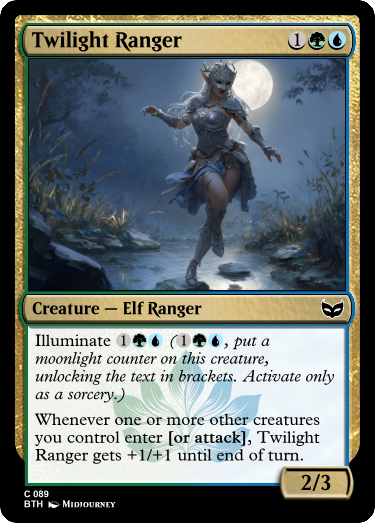 Twilight Ranger 1
Creature — Elf Ranger
Illuminate 1 (1, put a
moonlight counter on this creature,
unlocking the text in brackets. Activate only
as a sorcery.)
Whenever one or more other creatures
you control enter [or attack], Twilight
Ranger gets +1/+1 until end of turn.
2/3
C 089
BTH Midjourney